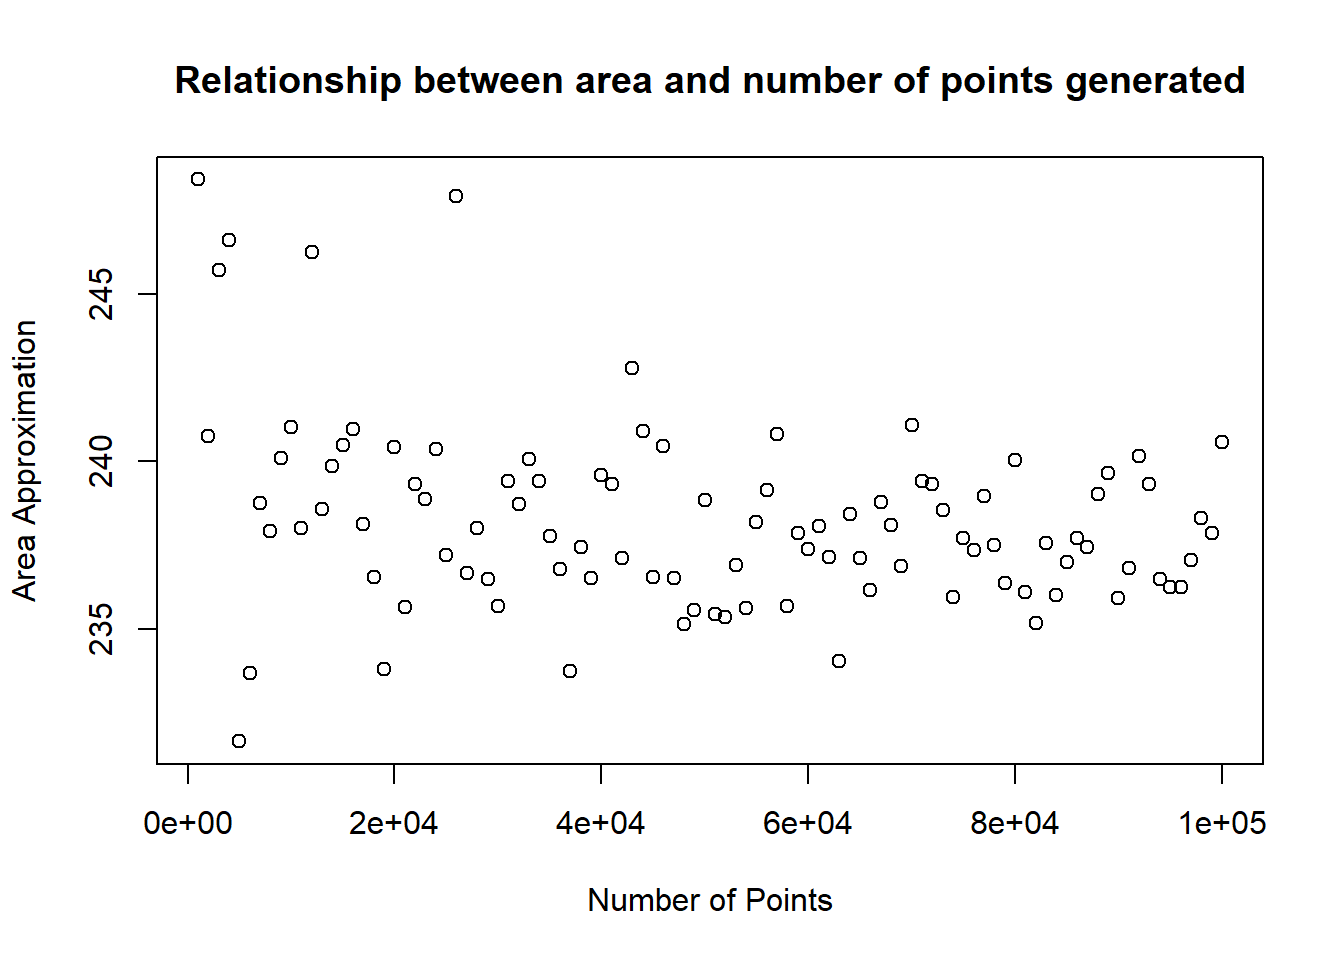 Relationship between area and number of points generated
Area Approximation
245
240
235
0e+00 2e+04 4e+04 6e+04 8e+04 1e+05
Number of Points